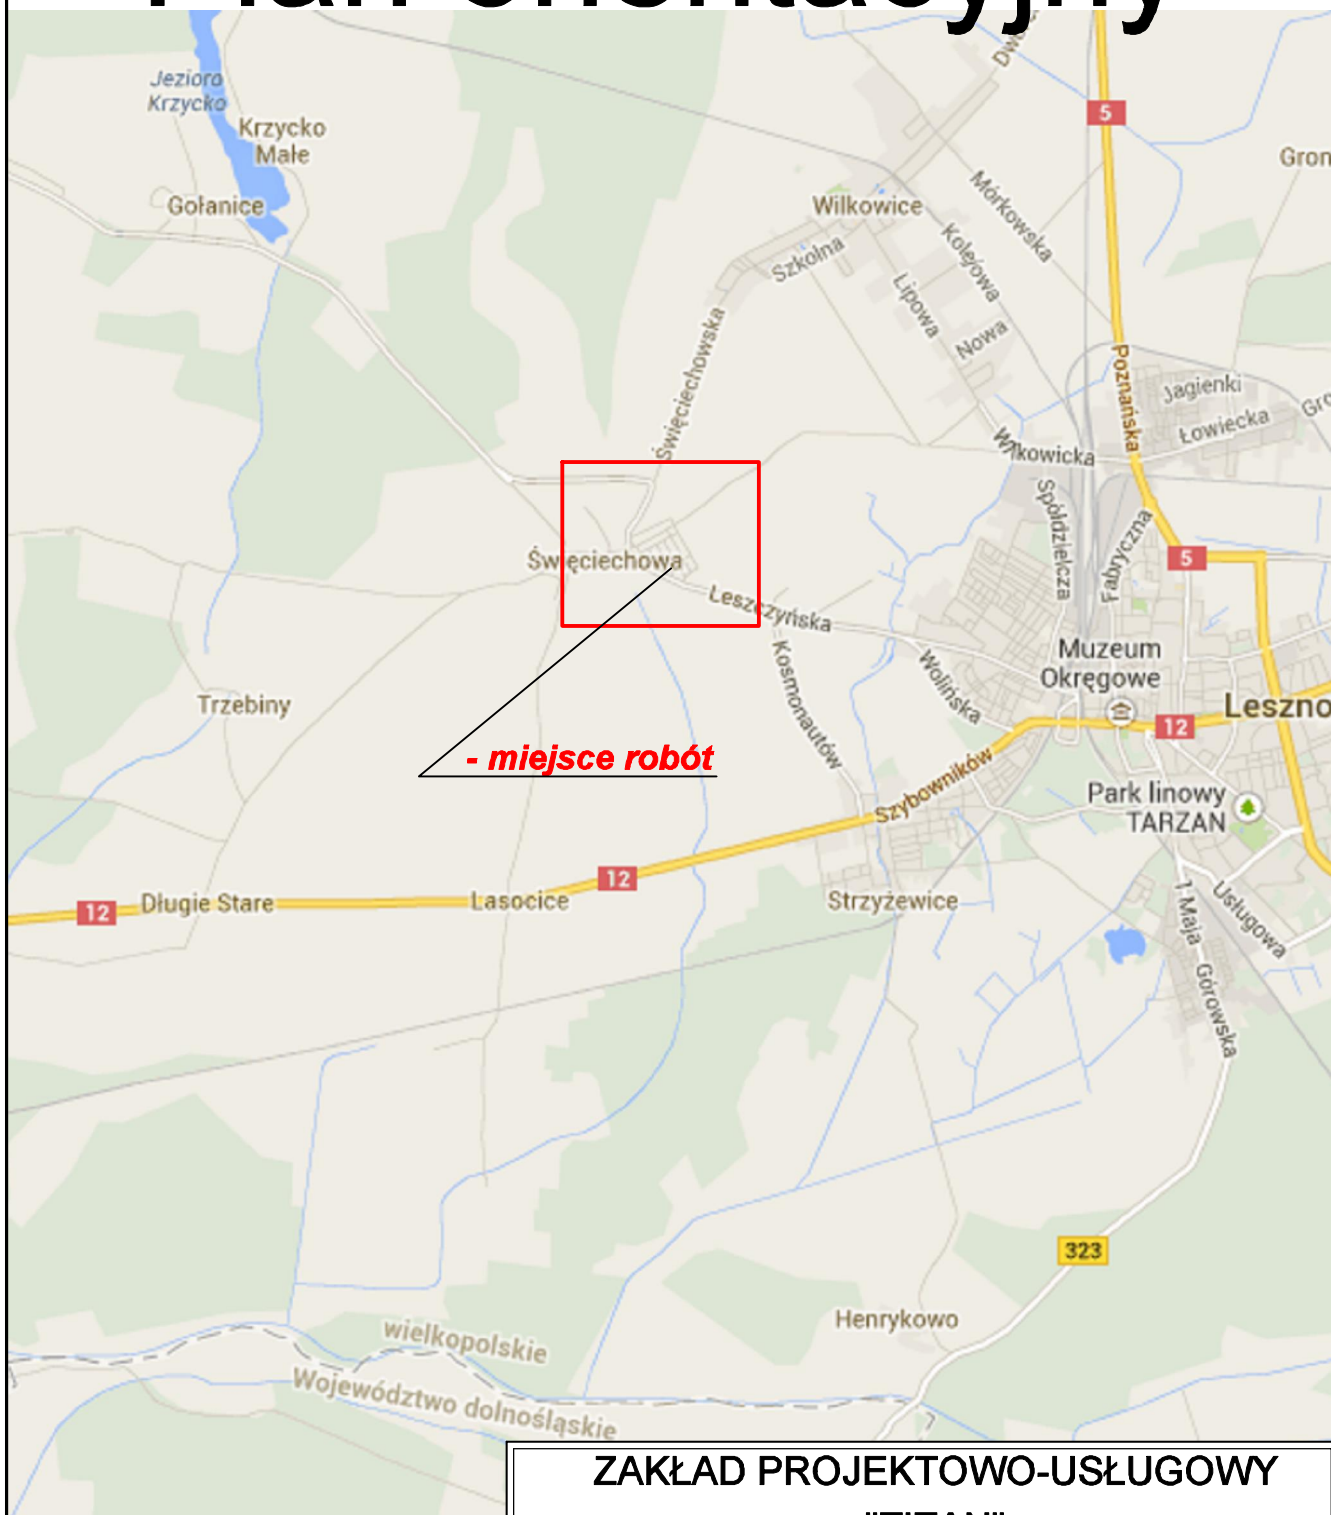 Plan orientacyjny
Jezioro
Krzycko
Krzycko
Małe
Gołanice
Wilkowice
Szkolna
Mórkowska
Kolejowa
Lipowa
Nowa
Święciechowska
5
Poznańska
Jagienki
Łowiecka
Wilkowicka
Spółdzielcza
Fabryczna
5
Święciechowa
Leszczyńska
Kosmonautów
Wolińska
Muzeum
Okręgowe
Leszno
12
Trzebiny
- miejsce robót
Szybowników
Park linowy
TARZAN
12
Długie Stare
Lasocice
12
Strzyżewice
1 Maja
Usługowa
Górowska
323
Henrykowo
wielkopolskie
Województwo dolnośląskie
ZAKŁAD PROJEKTOWO-USŁUGOWY